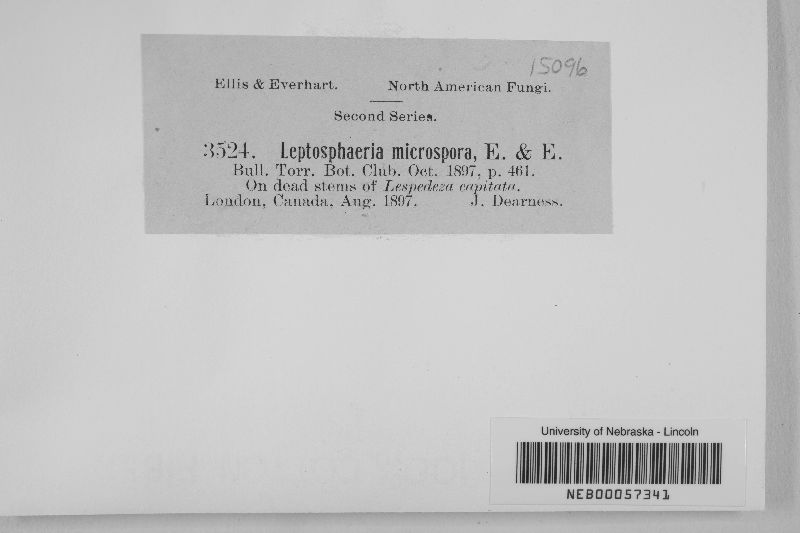 15096
Ellis & Everhart. North American Fungi.
Second Series.
3524. Leptosphaeria microspora, E. & E.
Bull. Torr. Bot. Club. Oct. 1897, p. 461.
On dead stems of Lespedeza capitata.
London, Canada, Aug. 1897. J. Dearness.
University of Nebraska - Lincoln
NEB00057341